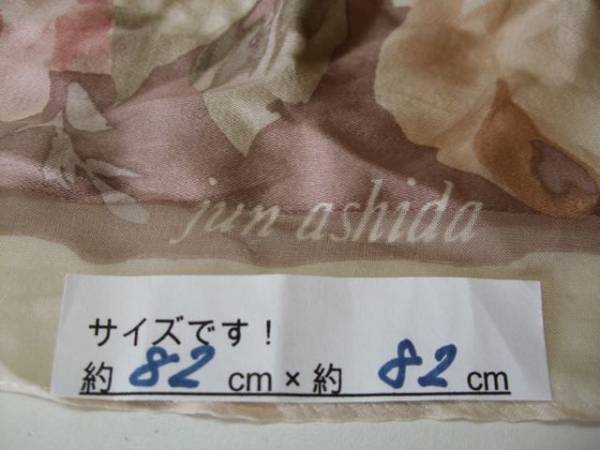 jun ashida
サイズです！
約 82 cm × 約 82 cm